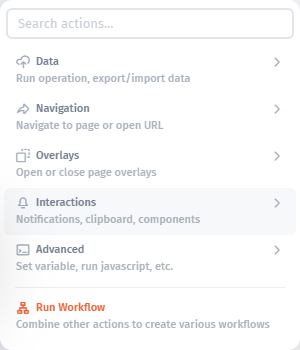 Search actions...
Data
Run operation, export/import data
Navigation
Navigate to page or open URL
Overlays
Open or close page overlays
Interactions
Notifications, clipboard, components
Advanced
Set variable, run javascript, etc.
Run Workflow
Combine other actions to create various workflows